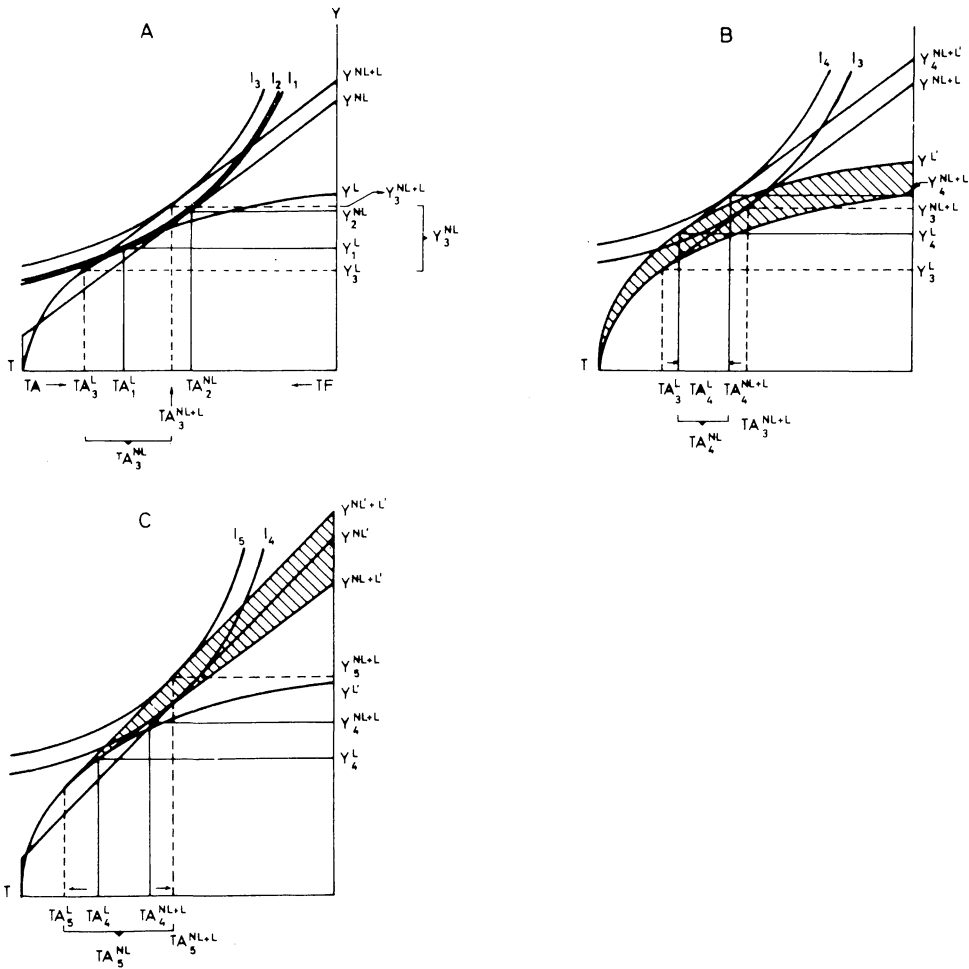 A
Y
I₃ I₂ I₁
Y^{NL+L}
Y^{NL}
Y^{L}
Y₃^{NL+L}
Y₂^{NL}
Y₃^{NL}
Y₁^{L}
Y₃^{L}
T
TA → TA₃^{L} TA₁^{L} TA₂^{NL} ← TF
TA₃^{NL+L}
TA₃^{NL}
B
I₄ I₃
Y₄^{NL+L'}
Y^{NL+L}
Y^{L'}
Y₄^{NL+L}
Y₃^{NL+L}
Y₄^{L}
Y₃^{L}
T
TA₃^{L} TA₄^{L} TA₄^{NL+L}
TA₄^{NL} TA₃^{NL+L}
C
I₅ I₄
Y^{NL'+L'}
Y^{NL'}
Y^{NL+L'}
Y₅^{NL+L}
Y^{L'}
Y₄^{NL+L}
Y₄^{L}
T
TA₅^{L} TA₄^{L} TA₄^{NL+L}
TA₅^{NL+L}
TA₅^{NL}